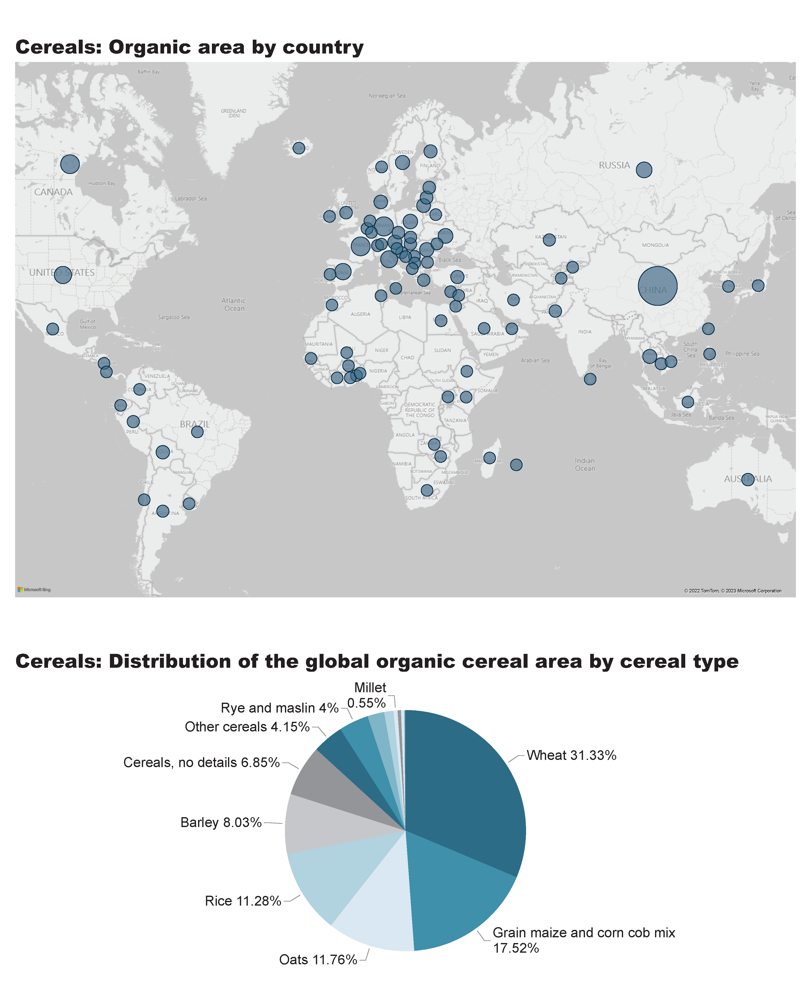 Cereals: Organic area by country
Baffin Bay
Yana
Bay
Norwegian Sea
GREENLAND
(DEN)
ICELAND
SWEDEN
FINLAND
RUSSIA
Hudson Bay
CANADA
Labrador Sea
UNITED
KINGDOM
IRELAND
BELARUS
POLAND
GERMANY
UKRAINE
KAZAKHSTAN
FRANCE
MONGOLIA
Black Sea
UZBEKISTAN
KYRGYZSTAN
UNITED STATES
SPAIN
ITALY
TURKMENISTAN
NORTH KOREA
TÜRKIYE
SOUTH KOREA
CHINA
Mediterranean Sea
SYRIA
AFGHANISTAN
MOROCCO
IRAQ
IRAN
Atlantic
Ocean
ALGERIA
LIBYA
EGYPT
PAKISTAN
Sargasso Sea
Gulf of
Mexico
MEXICO
CUBA
SAUDI ARABIA
OMAN
INDIA
MYANMAR
HAITI
PR
(US)
MAURITANIA
MALI
NIGER
CHAD
SUDAN
YEMEN
Arabian Sea
Bay
of Bengal
South
China
Sea
Philippine Sea
GUATEMALA
NICARAGUA
GUINEA
NIGERIA
PHILIPPINES
VENEZUELA
GUYANA
SURINAME
COLOMBIA
CAMEROON
SOUTH SUDAN
SOMALIA
MALAYSIA
ECUADOR
GABON
DEMOCRATIC
REPUBLIC OF
THE CONGO
UGANDA
INDONESIA
Java Sea
Banda Sea
PAPUA NEW
GUINEA
BRAZIL
PERU
TANZANIA
ANGOLA
ZAMBIA
BOLIVIA
ZIMBABWE
MADAGASCAR
Indian
Ocean
NAMIBIA
BOTSWANA
MOZAMBIQUE
PARAGUAY
CHILE
ESWATINI
AUSTRALIA
SOUTH AFRICA
URUGUAY
ARGENTINA
Microsoft Bing
© 2022 TomTom, © 2023 Microsoft Corporation
Cereals: Distribution of the global organic cereal area by cereal type
Millet
0.55%
Rye and maslin 4%
Other cereals 4.15%
Cereals, no details 6.85%
Wheat 31.33%
Barley 8.03%
Rice 11.28%
Grain maize and corn cob mix
17.52%
Oats 11.76%